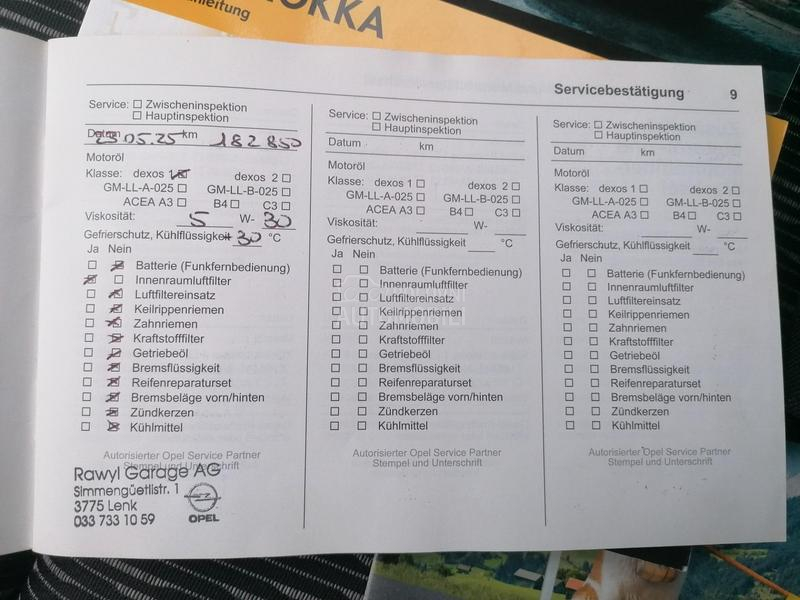 OKKA
nleitung
Servicebestätigung 9
Service: Zwischeninspektion
Hauptinspektion
Datum 05.25 km 182 850
Motoröl
Klasse: dexos 1 dexos 2
GM-LL-A-025 GM-LL-B-025
ACEA A3 B4 C3
Viskosität: 5 W- 30
Gefrierschutz, Kühlflüssigkeit 30 °C
Ja Nein
Batterie (Funkfernbedienung)
Innenraumluftfilter
Luftfiltereinsatz
Keilrippenriemen
Zahnriemen
Kraftstofffilter
Getriebeöl
Bremsflüssigkeit
Reifenreparaturset
Bremsbeläge vorn/hinten
Zündkerzen
Kühlmittel
Autorisierter Opel Service Partner
Stempel und Unterschrift
Rawyl Garage AG
Simmengüetlistr. 1
3775 Lenk
033 733 10 59
OPEL
Service: Zwischeninspektion
Hauptinspektion
Datum km
Motoröl
Klasse: dexos 1 dexos 2
GM-LL-A-025 GM-LL-B-025
ACEA A3 B4 C3
Viskosität: W-
Gefrierschutz, Kühlflüssigkeit °C
Ja Nein
Batterie (Funkfernbedienung)
Innenraumluftfilter
Luftfiltereinsatz
Keilrippenriemen
Zahnriemen
Kraftstofffilter
Getriebeöl
Bremsflüssigkeit
Reifenreparaturset
Bremsbeläge vorn/hinten
Zündkerzen
Kühlmittel
Autorisierter Opel Service Partner
Stempel und Unterschrift
Service: Zwischeninspektion
Hauptinspektion
Datum km
Motoröl
Klasse: dexos 1 dexos 2
GM-LL-A-025 GM-LL-B-025
ACEA A3 B4 C3
Viskosität: W-
Gefrierschutz, Kühlflüssigkeit °C
Ja Nein
Batterie (Funkfernbedienung)
Innenraumluftfilter
Luftfiltereinsatz
Keilrippenriemen
Zahnriemen
Kraftstofffilter
Getriebeöl
Bremsflüssigkeit
Reifenreparaturset
Bremsbeläge vorn/hinten
Zündkerzen
Kühlmittel
Autorisierter Opel Service Partner
Stempel und Unterschrift